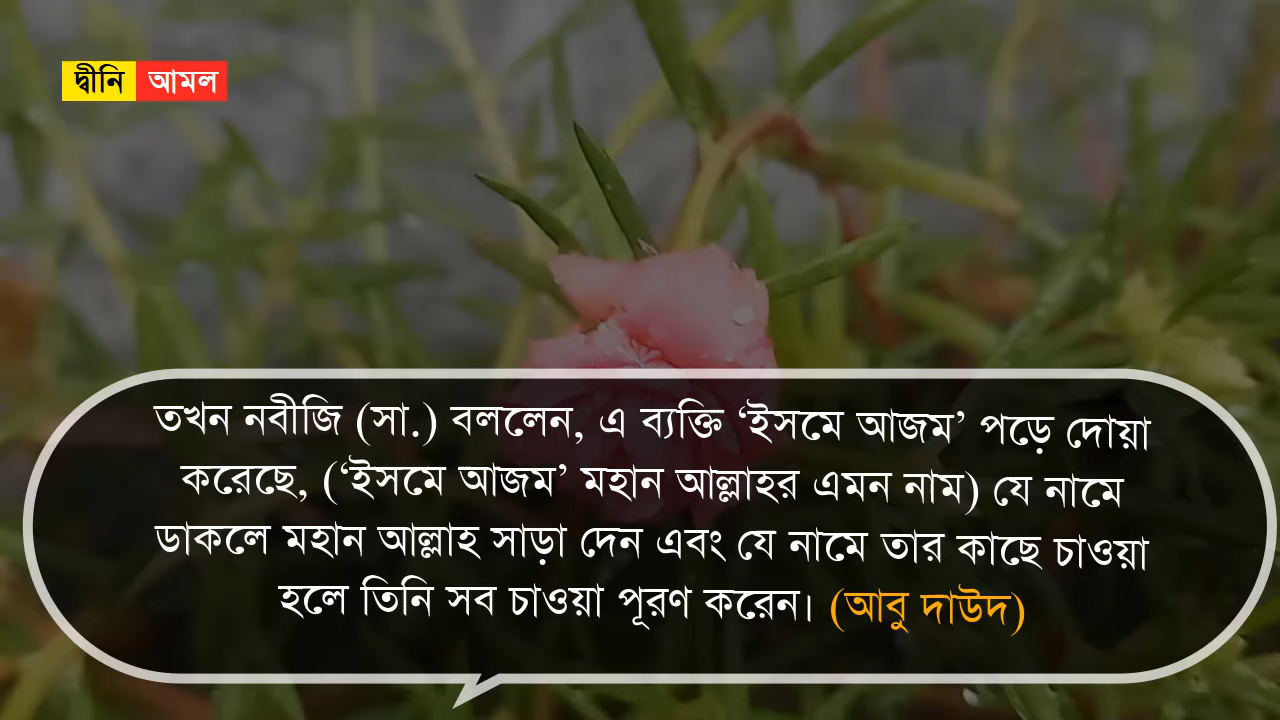 দ্বীনি আমল
তখন নবীজি (সা.) বললেন, এ ব্যক্তি ‘ইসমে আজম’ পড়ে দোয়া
করেছে, (‘ইসমে আজম’ মহান আল্লাহর এমন নাম) যে নামে
ডাকলে মহান আল্লাহ সাড়া দেন এবং যে নামে তার কাছে চাওয়া
হলে তিনি সব চাওয়া পূরণ করেন। (আবু দাউদ)